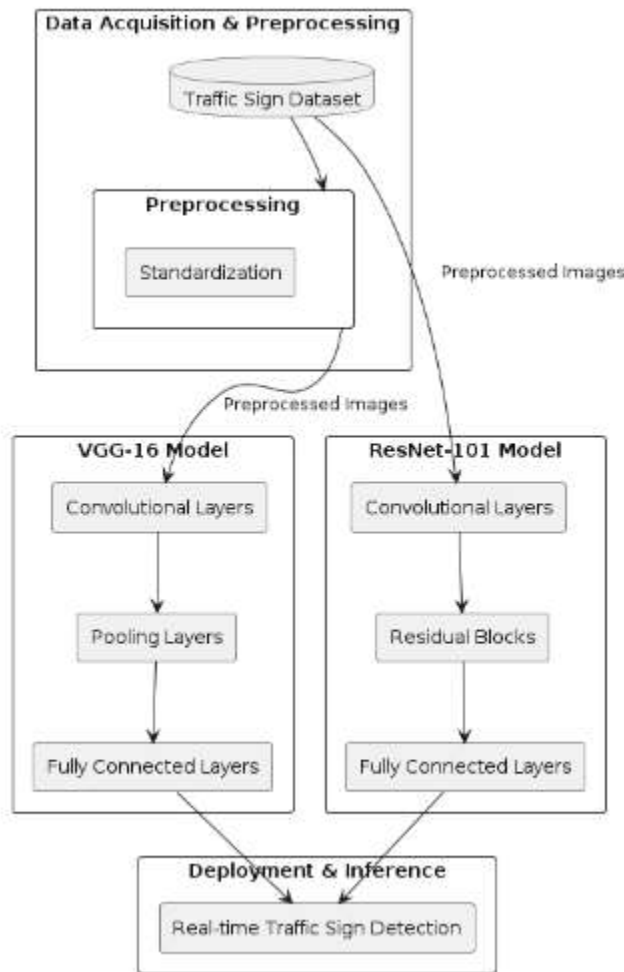 Data Acquisition & Preprocessing
Traffic Sign Dataset
Preprocessing
Standardization
Preprocessed Images
Preprocessed Images
VGG-16 Model
ResNet-101 Model
Convolutional Layers
Convolutional Layers
Pooling Layers
Residual Blocks
Fully Connected Layers
Fully Connected Layers
Deployment & Inference
Real-time Traffic Sign Detection